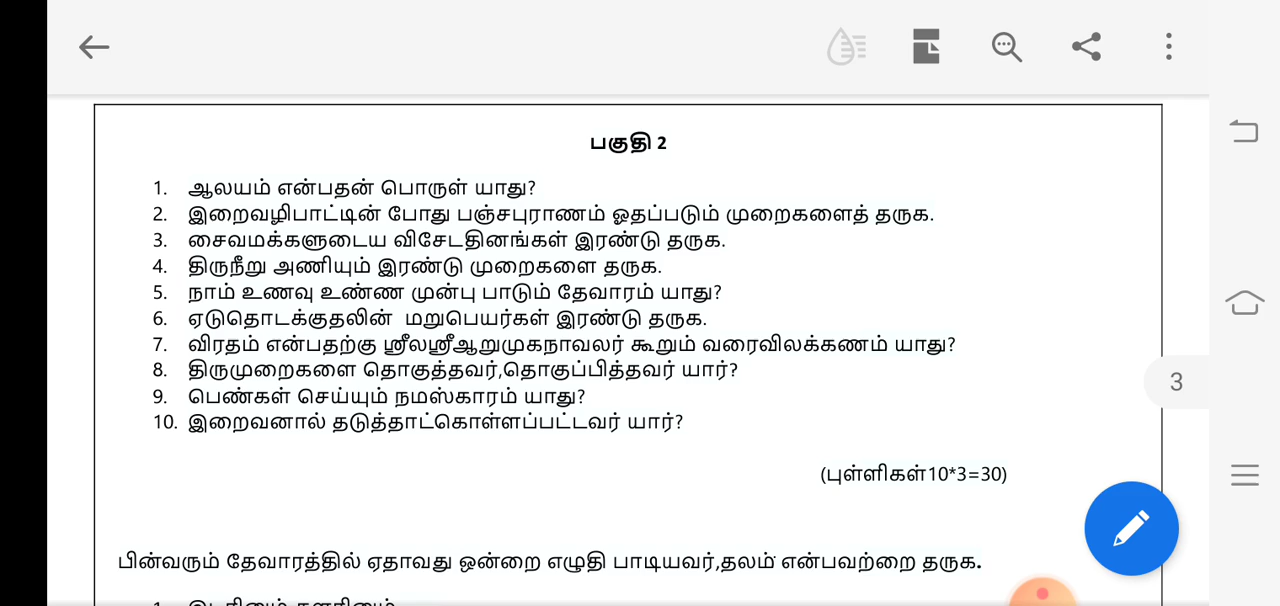 பகுதி 2
1. ஆலயம் என்பதன் பொருள் யாது?
2. இறைவழிபாட்டின் போது பஞ்சபுராணம் ஓதப்படும் முறைகளைத் தருக.
3. சைவமக்களுடைய விசேடதினங்கள் இரண்டு தருக.
4. திருநீறு அணியும் இரண்டு முறைகளை தருக.
5. நாம் உணவு உண்ண முன்பு பாடும் தேவாரம் யாது?
6. ஏடுதொடக்குதலின் மறுபெயர்கள் இரண்டு தருக.
7. விரதம் என்பதற்கு ஸ்ரீலஸ்ரீஆறுமுகநாவலர் கூறும் வரைவிலக்கணம் யாது?
8. திருமுறைகளை தொகுத்தவர்,தொகுப்பித்தவர் யார்?
9. பெண்கள் செய்யும் நமஸ்காரம் யாது?
10. இறைவனால் தடுத்தாட்கொள்ளப்பட்டவர் யார்?
3
(புள்ளிகள்10*3=30)
பின்வரும் தேவாரத்தில் ஏதாவது ஒன்றை எழுதி பாடியவர்,தலம் என்பவற்றை தருக.